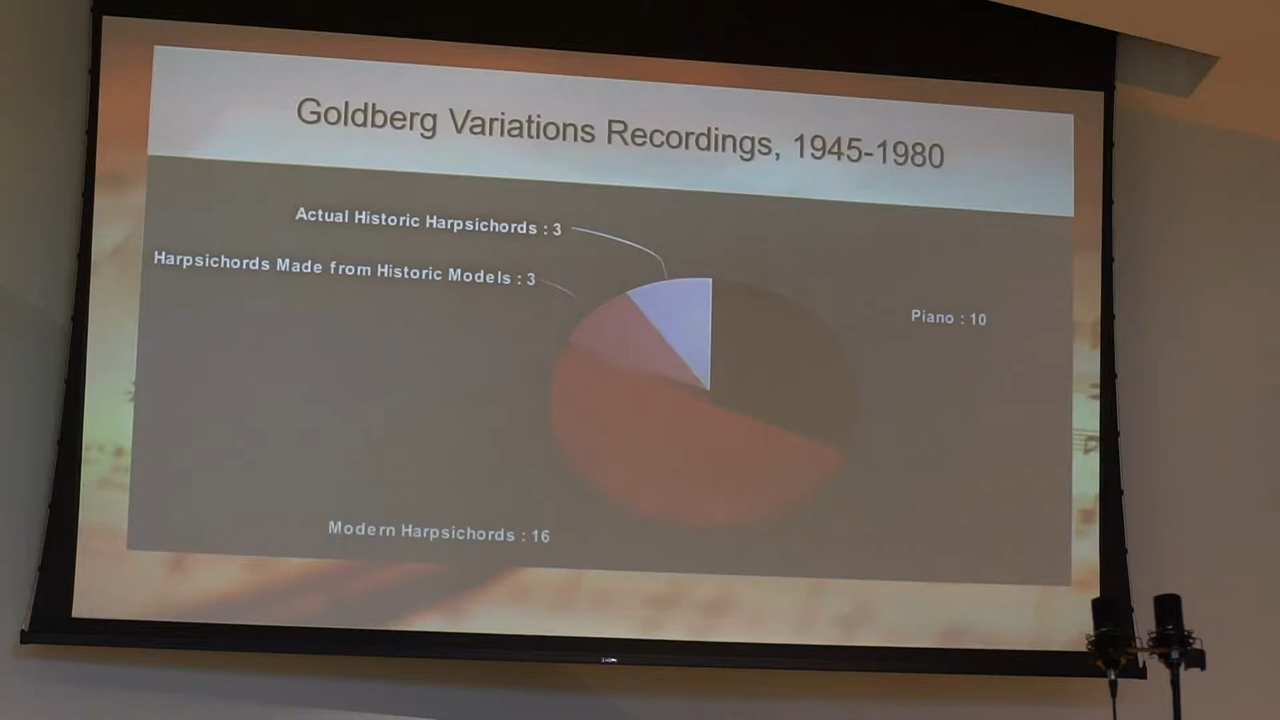 Goldberg Variations Recordings, 1945-1980
Actual Historic Harpsichords : 3
Harpsichords Made from Historic Models : 3
Piano : 10
Modern Harpsichords : 16